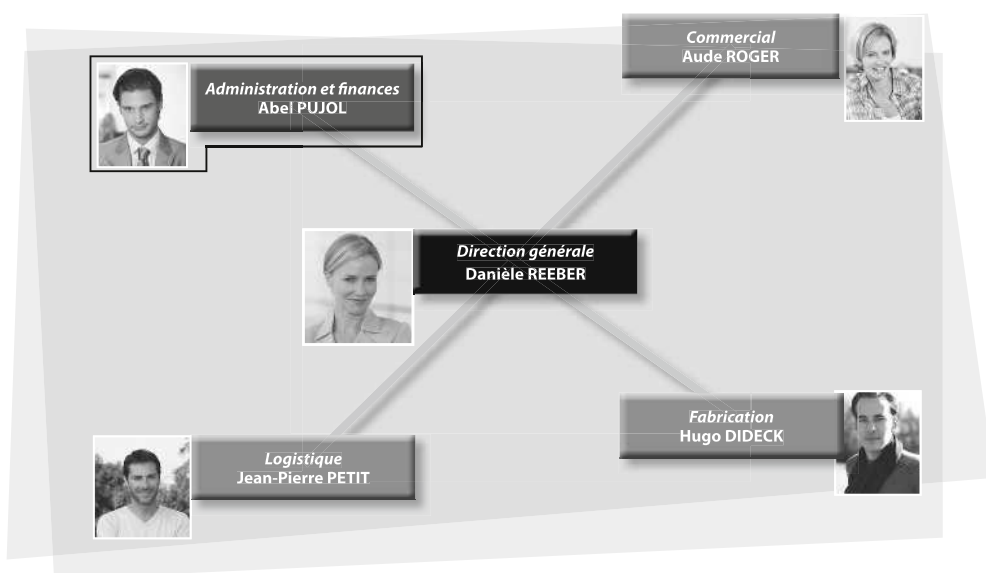 Commercial
Aude ROGER
Administration et finances
Abel PUJOL
Direction générale
Danièle REEBER
Fabrication
Hugo DIDECK
Logistique
Jean-Pierre PETIT